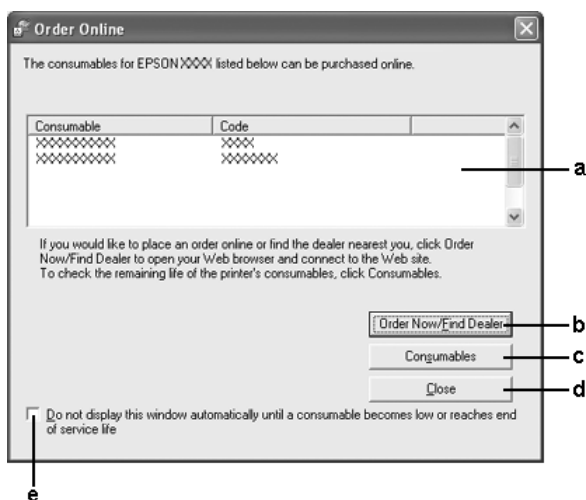 Order Online
The consumables for EPSON XXXX listed below can be purchased online.
Consumable Code
XXXXXXXXXX XXXX
XXXXXXXXXX XXXXXXX
a
If you would like to place an order online or find the dealer nearest you, click Order
Now/Find Dealer to open your Web browser and connect to the Web site.
To check the remaining life of the printer's consumables, click Consumables.
Order Now/Find Dealer b
Consumables c
Close d
Do not display this window automatically until a consumable becomes low or reaches end
of service life
e